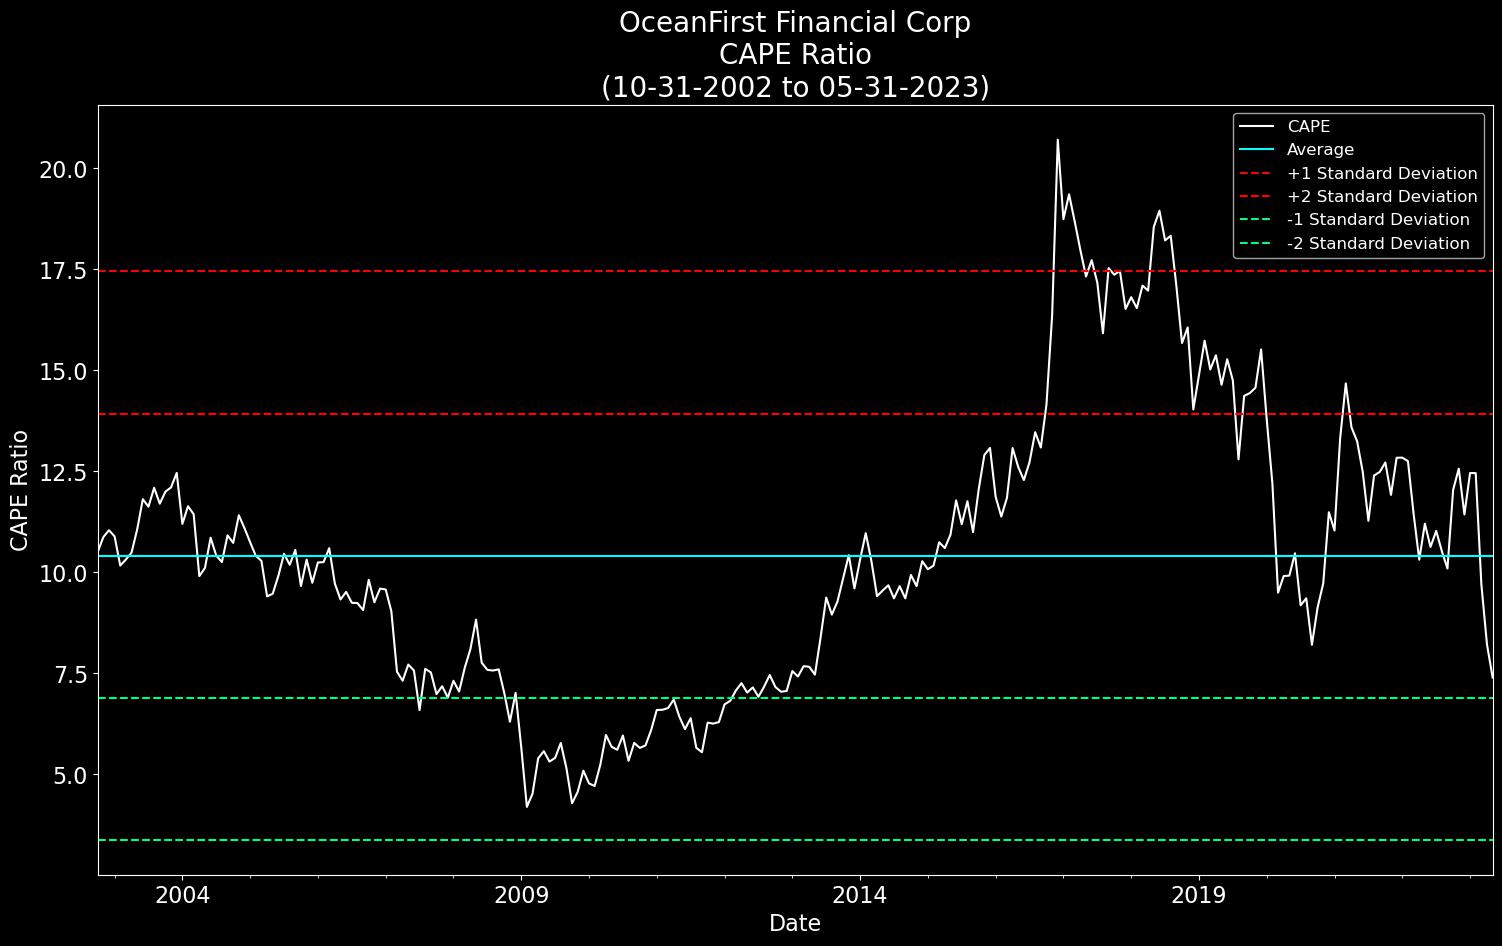 OceanFirst Financial Corp
CAPE Ratio
(10-31-2002 to 05-31-2023)
CAPE
Average
+1 Standard Deviation
+2 Standard Deviation
-1 Standard Deviation
-2 Standard Deviation
CAPE Ratio
20.0
17.5
15.0
12.5
10.0
7.5
5.0
2004 2009 2014 2019
Date